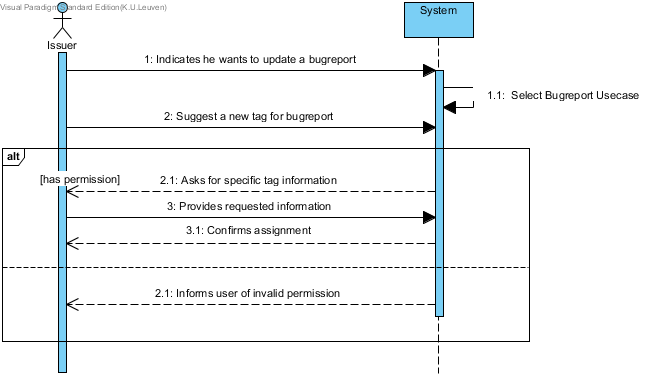 Visual Paradigm Standard Edition(K.U.Leuven)
System
Issuer
1: Indicates he wants to update a bugreport
1.1:  Select Bugreport Usecase
2: Suggest a new tag for bugreport
alt
[has permission]
2.1: Asks for specific tag information
3: Provides requested information
3.1: Confirms assignment
2.1: Informs user of invalid permission